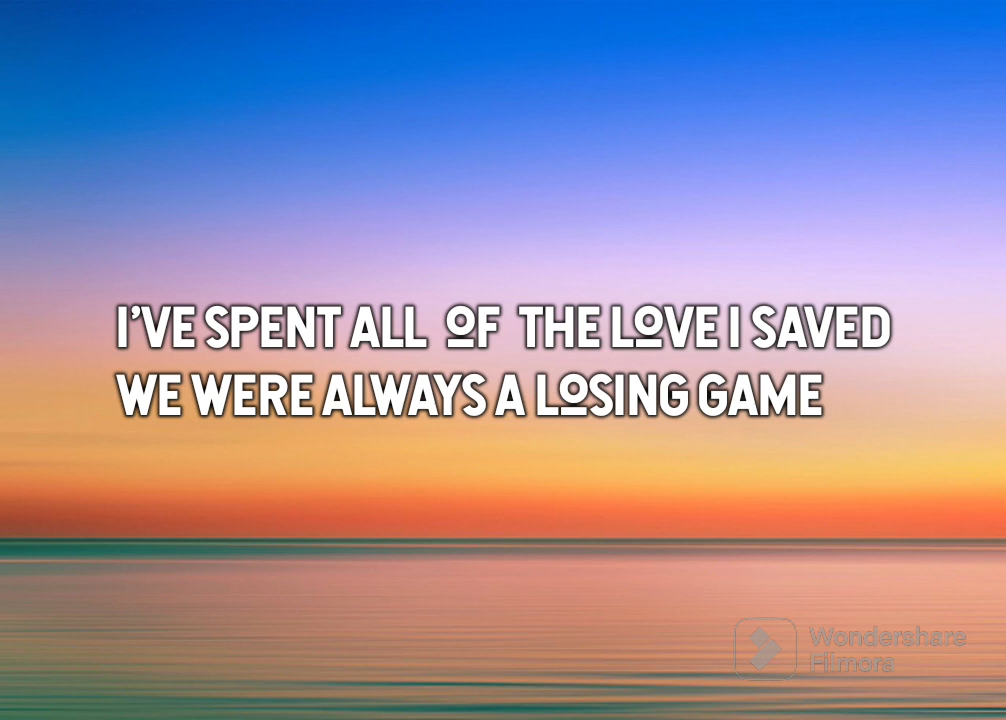 I'VE SPENT ALL OF THE LOVE I SAVED
WE WERE ALWAYS A LOSING GAME
Wondershare
Filmora